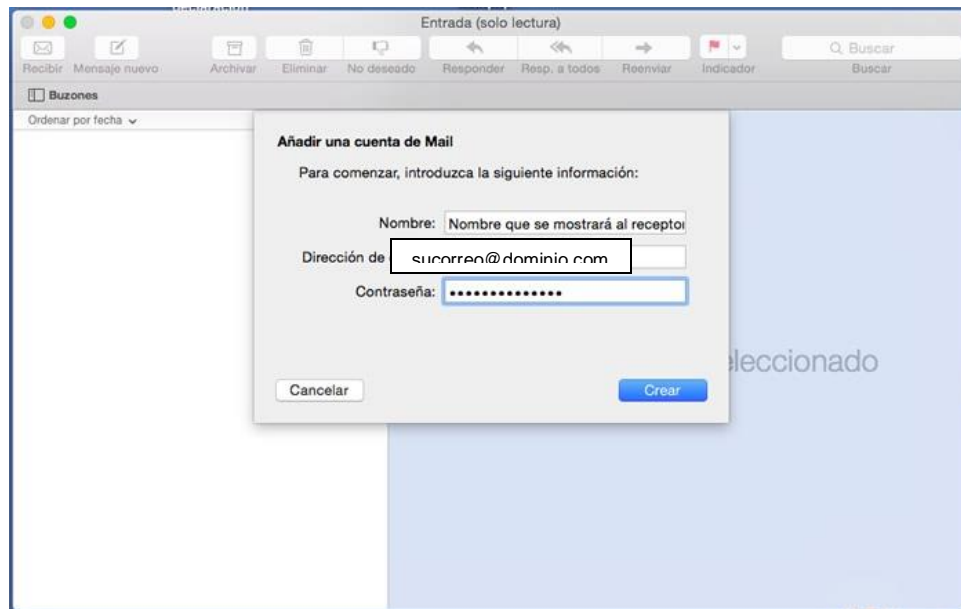 declaración
Entrada (solo lectura)
Buscar
Recibir Mensaje nuevo Archivar Eliminar No deseado Responder Resp. a todos Reenviar Indicador Buscar
Buzones
Ordenar por fecha
Añadir una cuenta de Mail
Para comenzar, introduzca la siguiente información:
Nombre: Nombre que se mostrará al receptor
Dirección de sucorreo@dominio.com
Contraseña: ••••••••••••••
eleccionado
Cancelar Crear